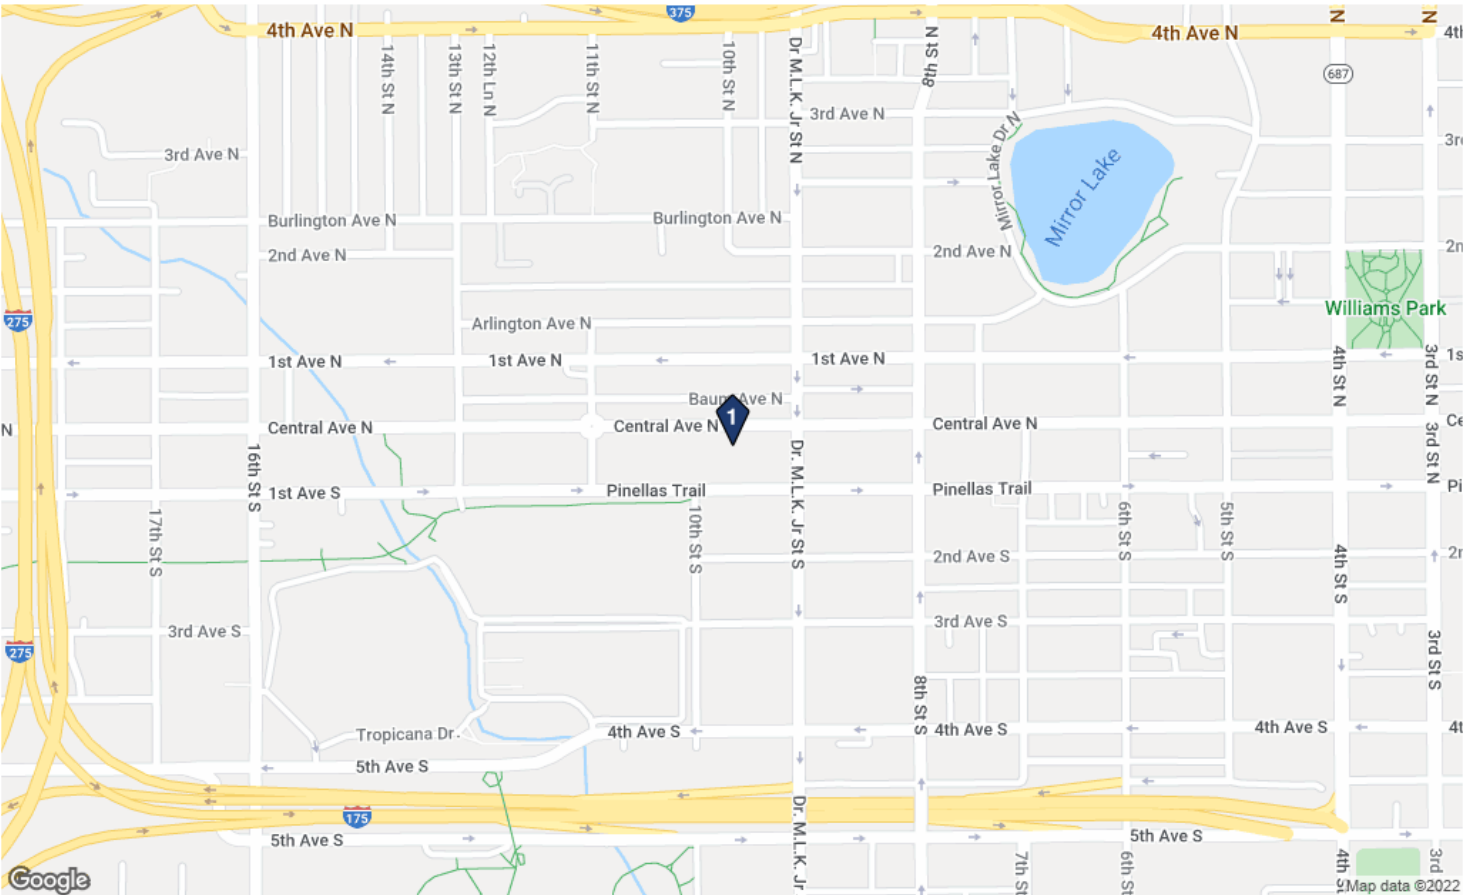 375
N
N
4th Ave N
4th Ave N
4th
14th St N
13th St N
12th Ln N
11th St N
10th St N
Dr M.L.K. Jr St N
8th St N
687
3rd Ave N
3rd Ave N
Mirror Lake Dr N
Mirror Lake
Burlington Ave N
Burlington Ave N
2nd Ave N
2nd Ave N
Williams Park
275
Arlington Ave N
1st Ave N
1st Ave N
1st Ave N
4th St N
3rd St N
Baum Ave N
1
N
Central Ave N
Central Ave N
Central Ave N
Ce
16th St S
Dr. M.L.K. Jr St S
3rd St N
1st Ave S
Pinellas Trail
Pinellas Trail
Pi
17th St S
10th St S
6th St S
5th St S
2nd Ave S
4th St S
3rd Ave S
3rd Ave S
275
3rd St S
8th St S
Tropicana Dr
4th Ave S
4th Ave S
4th Ave S
4t
5th Ave S
175
Dr. M.L.K. Jr
5th Ave S
5th Ave S
7th St
6th St S
4th
3rd
Google
Map data ©2022